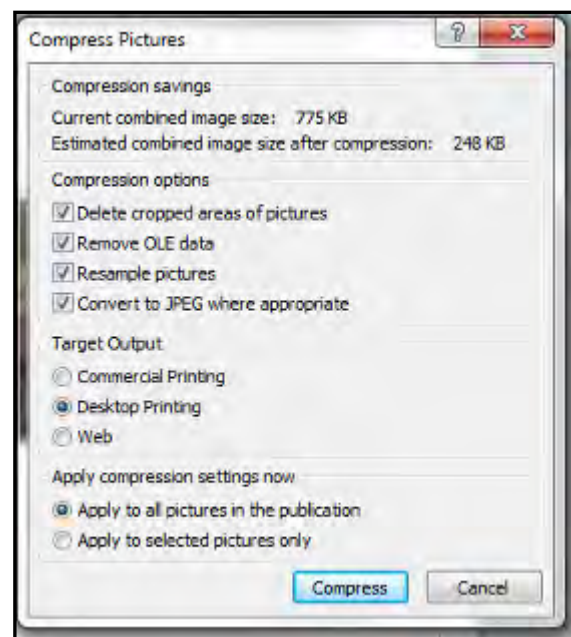 Compress Pictures
Compression savings
Current combined image size: 775 KB
Estimated combined image size after compression: 248 KB
Compression options
Delete cropped areas of pictures
Remove OLE data
Resample pictures
Convert to JPEG where appropriate
Target Output
Commercial Printing
Desktop Printing
Web
Apply compression settings now
Apply to all pictures in the publication
Apply to selected pictures only
Compress Cancel